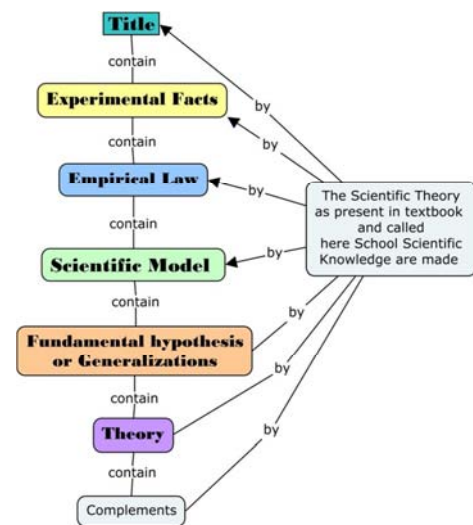 Title
contain
by
Experimental Facts
by
contain
Empirical Law
by
The Scientific Theory
as present in textbook
and called
here School Scientific
Knowledge are made
contain
Scientific Model
by
contain
Fundamental hypothesis
or Generalizations
by
contain
by
Theory
by
contain
Complements